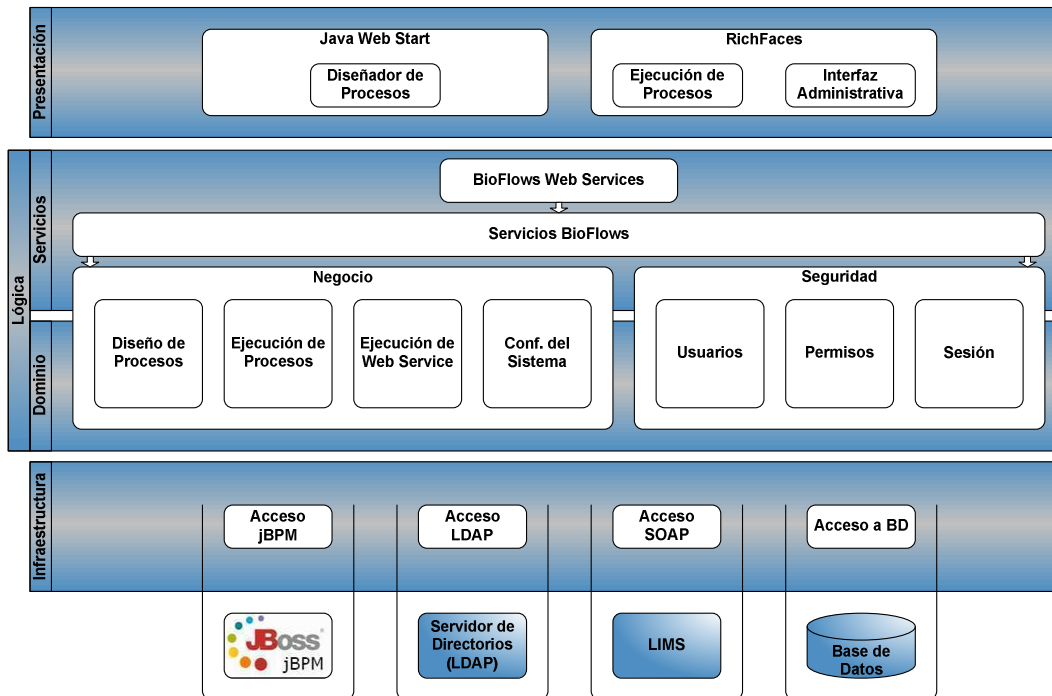 Presentación
Java Web Start
Diseñador de
Procesos
RichFaces
Ejecución de
Procesos
Interfaz
Administrativa
Lógica
Servicios
BioFlows Web Services
Servicios BioFlows
Negocio
Seguridad
Dominio
Diseño de
Procesos
Ejecución de
Procesos
Ejecución de
Web Service
Conf. del
Sistema
Usuarios
Permisos
Sesión
Infraestructura
Acceso
jBPM
Acceso
LDAP
Acceso
SOAP
Acceso a BD
JBoss
jBPM
Servidor de
Directorios
(LDAP)
LIMS
Base de
Datos